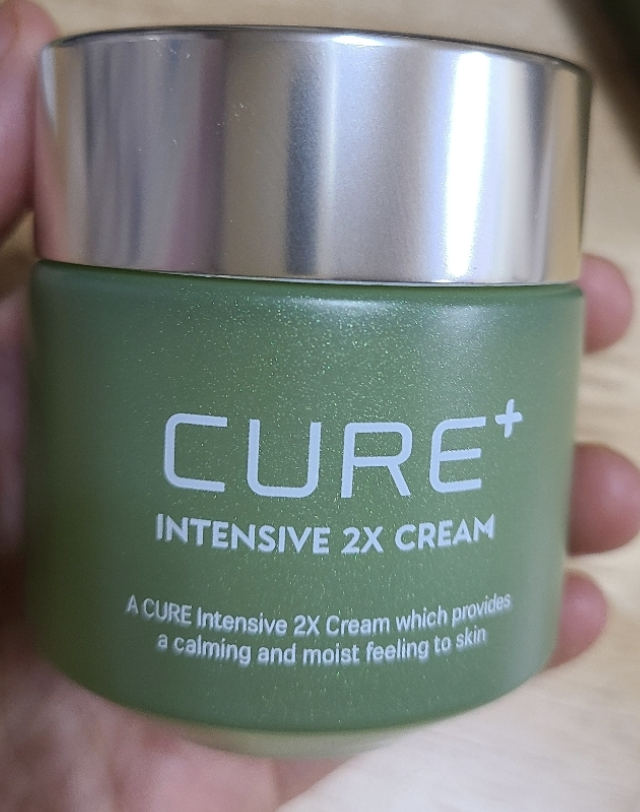 CURE+
INTENSIVE 2X CREAM
A CURE Intensive 2X Cream which provides
a calming and moist feeling to skin